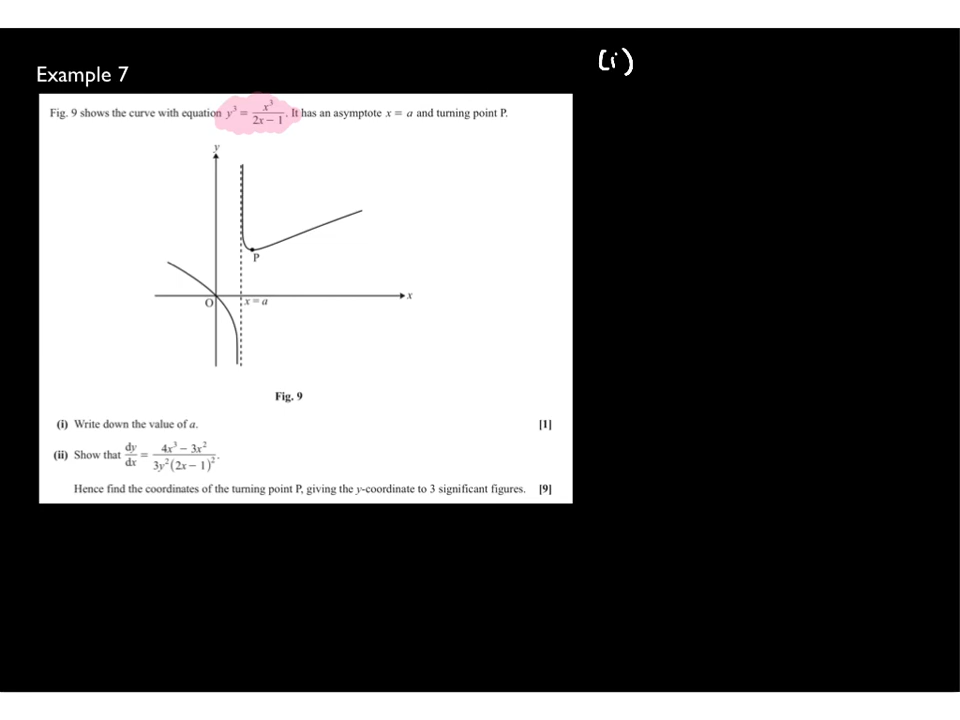 (i)
Example 7
Fig. 9 shows the curve with equation y³ = x³/(2x − 1). It has an asymptote x = a and turning point P.
y
P
O
x = a
x
Fig. 9
(i) Write down the value of a. [1]
(ii) Show that dy/dx = (4x³ − 3x²)/(3y²(2x − 1)²).
Hence find the coordinates of the turning point P, giving the y-coordinate to 3 significant figures. [9]